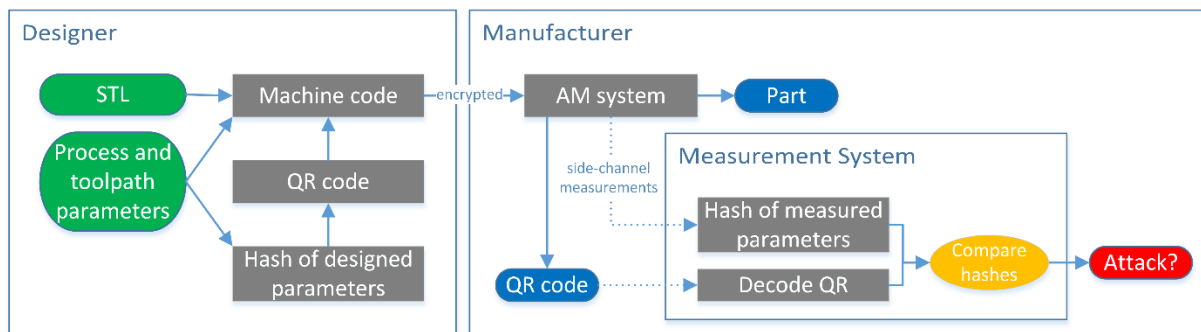 Designer
STL
Machine code
Process and
toolpath
parameters
QR code
Hash of designed
parameters
encrypted
Manufacturer
AM system
Part
side-channel
measurements
Measurement System
Hash of measured
parameters
Compare
hashes
Attack?
QR code
Decode QR